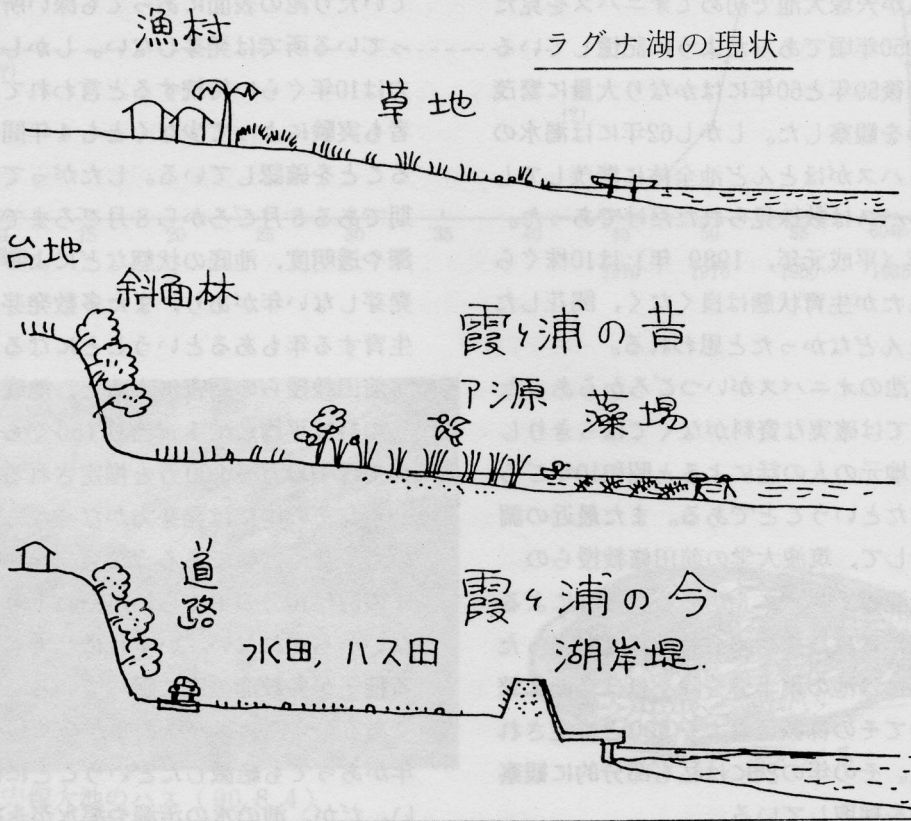 漁村
ラグナ湖の現状
草地
台地
斜面林
霞ヶ浦の昔
アシ原
藻場
道路
霞ヶ浦の今
水田,ハス田
湖岸堤.